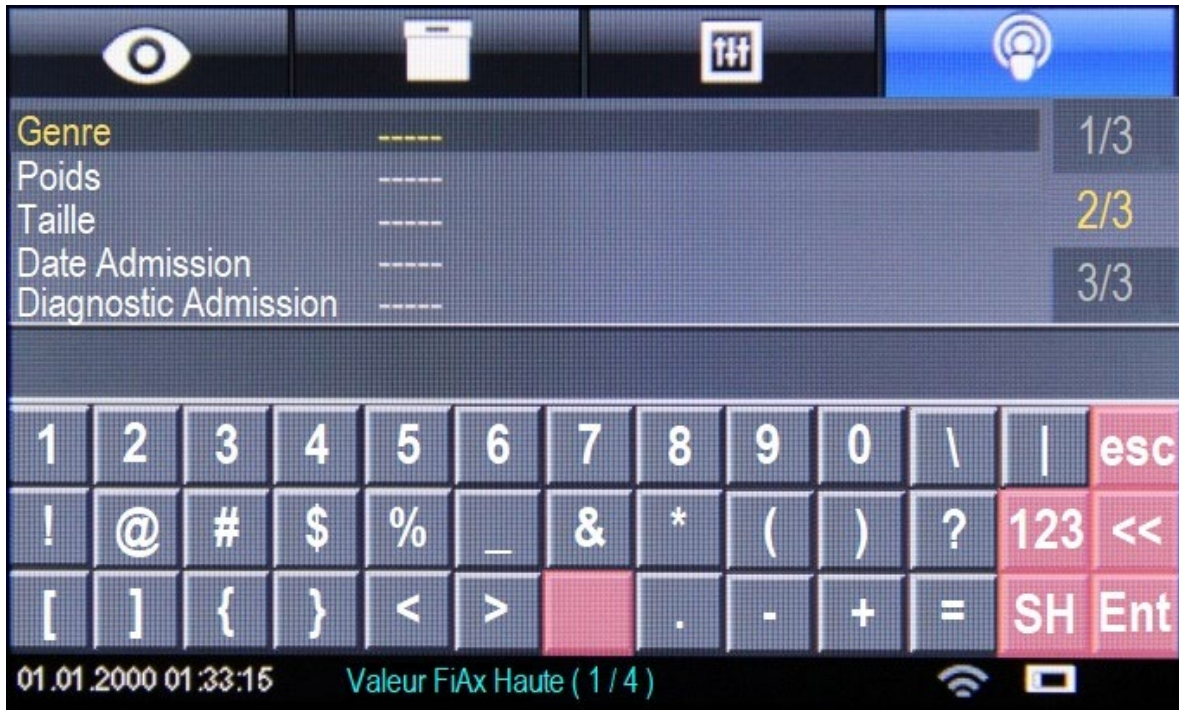 Genre -----
1/3
Poids -----
Taille -----
2/3
Date Admission -----
3/3
Diagnostic Admission -----
1 2 3 4 5 6 7 8 9 0 \ | esc
! @ # $ % _ & * ( ) ? 123 <<
[ ] { } < > . - + = SH Ent
01.01.2000 01:33:15 Valeur FiAx Haute ( 1 / 4 )